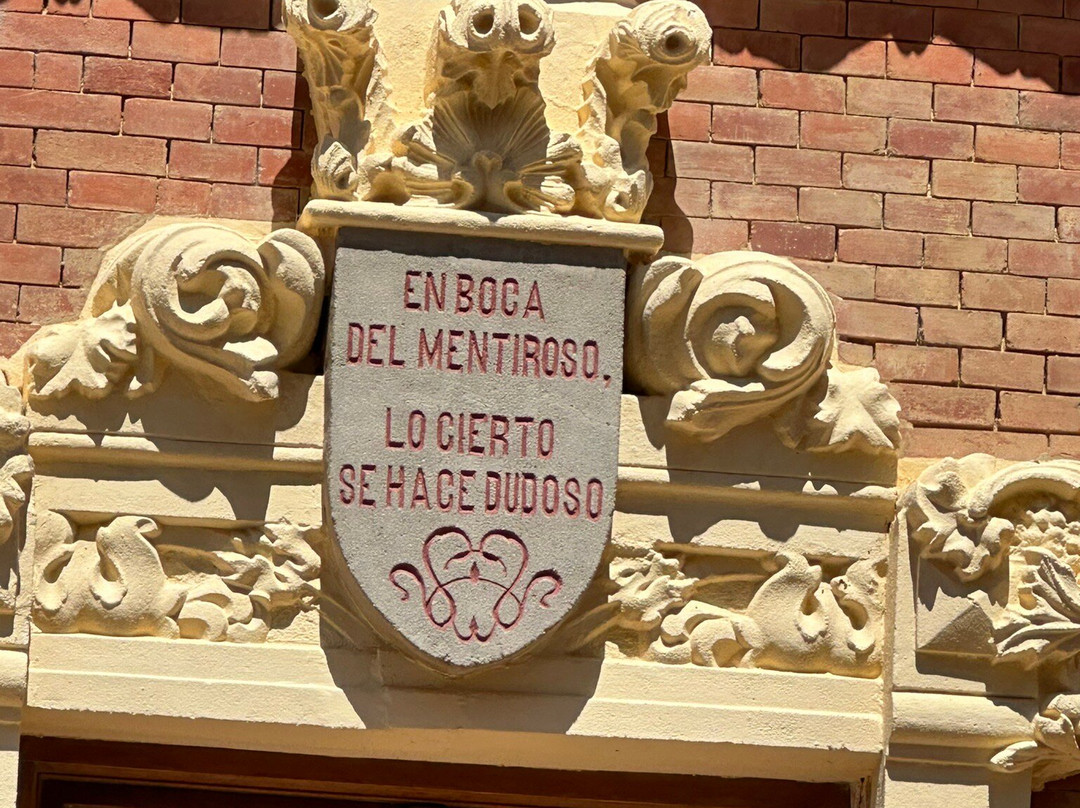 EN BOCA
DEL MENTIROSO,
LO CIERTO
SE HACE DUDOSO